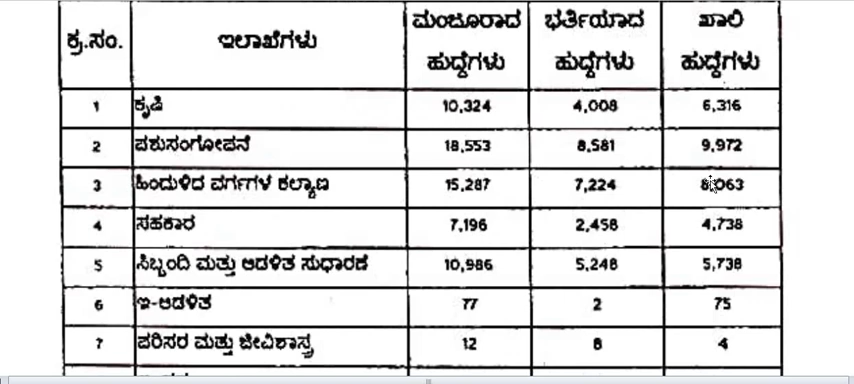 ಕ್ರ.ಸಂ. ಇಲಾಖೆಗಳು ಮಂಜೂರಾದ ಹುದ್ದೆಗಳು ಭರ್ತಿಯಾದ ಹುದ್ದೆಗಳು ಖಾಲಿ ಹುದ್ದೆಗಳು
1 ಕೃಷಿ 10,324 4,008 6,316
2 ಪಶುಸಂಗೋಪನೆ 18,553 8,581 9,972
3 ಹಿಂದುಳಿದ ವರ್ಗಗಳ ಕಲ್ಯಾಣ 15,287 7,224 8,063
4 ಸಹಕಾರ 7,196 2,458 4,738
5 ಸಿಬ್ಬಂದಿ ಮತ್ತು ಆಡಳಿತ ಸುಧಾರಣೆ 10,986 5,248 5,738
6 ಇ-ಆಡಳಿತ 77 2 75
7 ಪರಿಸರ ಮತ್ತು ಜೀವಿಶಾಸ್ತ್ರ 12 8 4